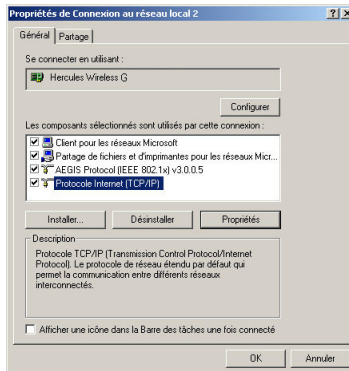 Propriétés de Connexion au réseau local 2
Général
Partage
Se connecter en utilisant :
Hercules Wireless G
Configurer
Les composants sélectionnés sont utilisés par cette connexion :
Client pour les réseaux Microsoft
Partage de fichiers et d'imprimantes pour les réseaux Micr...
AEGIS Protocol (IEEE 802.1x) v3.0.0.5
Protocole Internet (TCP/IP)
Installer...
Désinstaller
Propriétés
Description
Protocole TCP/IP (Transmission Control Protocol/Internet
Protocol). Le protocole de réseau étendu par défaut qui
permet la communication entre différents réseaux
interconnectés.
Afficher une icône dans la Barre des tâches une fois connecté
OK
Annuler